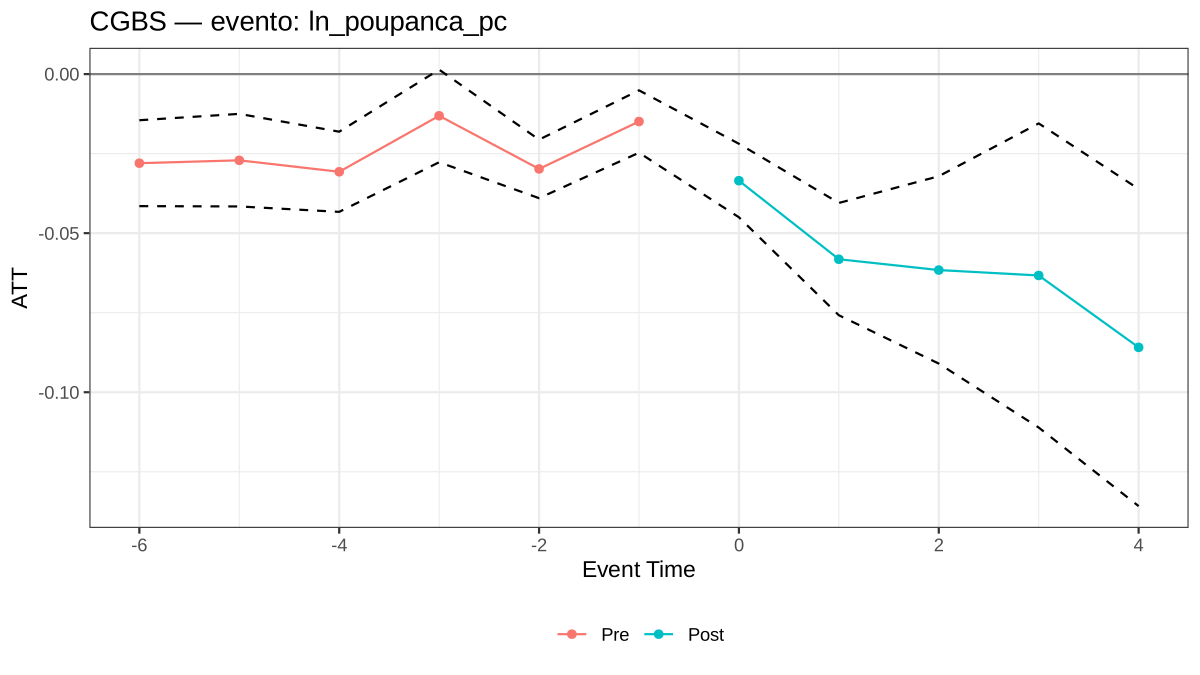 CGBS — evento: ln_poupanca_pc
0.00
-0.05
-0.10
ATT
-6 -4 -2 0 2 4
Event Time
Pre Post